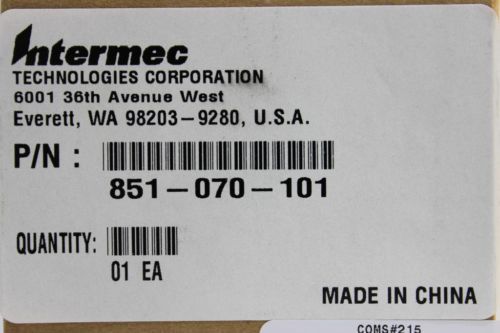 Intermec
TECHNOLOGIES CORPORATION
6001 36th Avenue West
Everett, WA 98203-9280, U.S.A.
P/N :
851-070-101
QUANTITY:
01 EA
MADE IN CHINA
COMS#215